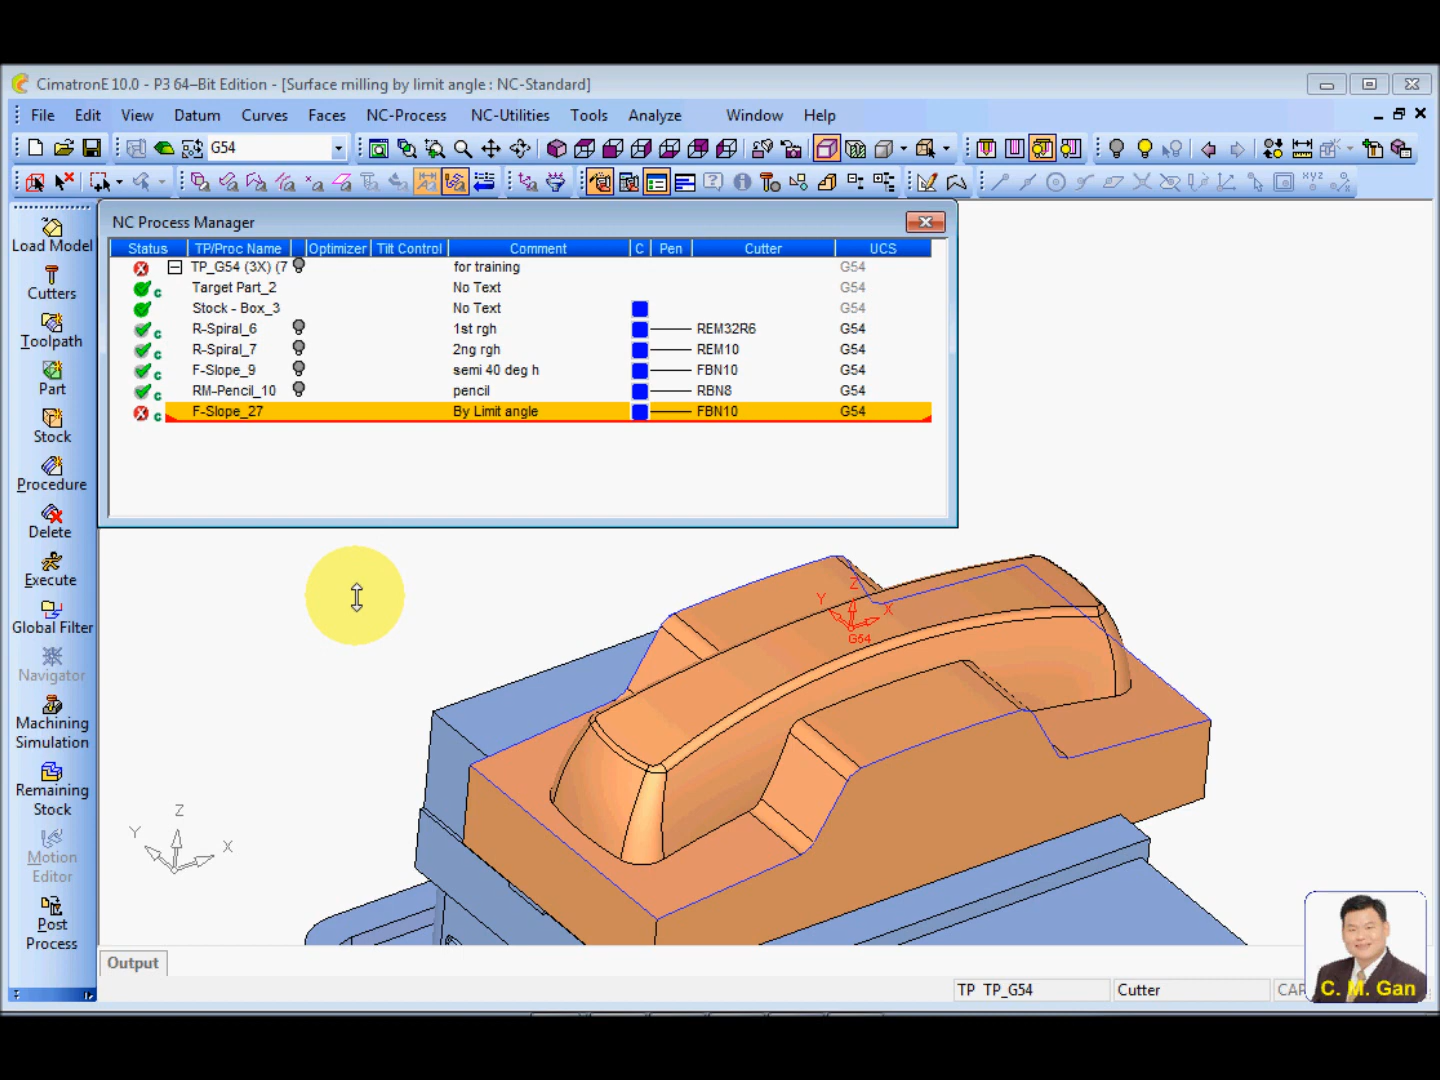 CimatronE 10.0 - P3 64–Bit Edition - [Surface milling by limit angle : NC-Standard]
File Edit View Datum Curves Faces NC-Process NC-Utilities Tools Analyze Window Help
G54
NC Process Manager
Status TP/Proc Name Optimizer Tilt Control Comment C Pen Cutter UCS
TP_G54 (3X) (7 for training G54
c Target Part_2 No Text G54
Stock - Box_3 No Text G54
c R-Spiral_6 1st rgh REM32R6 G54
c R-Spiral_7 2ng rgh REM10 G54
c F-Slope_9 semi 40 deg h FBN10 G54
c RM-Pencil_10 pencil RBN8 G54
c F-Slope_27 By Limit angle FBN10 G54
Load Model
Cutters
Toolpath
Part
Stock
Procedure
Delete
Execute
Global Filter
Navigator
Machining
Simulation
Remaining
Stock
Motion
Editor
Post
Process
Z
Y
X
G54
Z
Y
X
Output
TP TP_G54 Cutter CAR
C. M. Gan